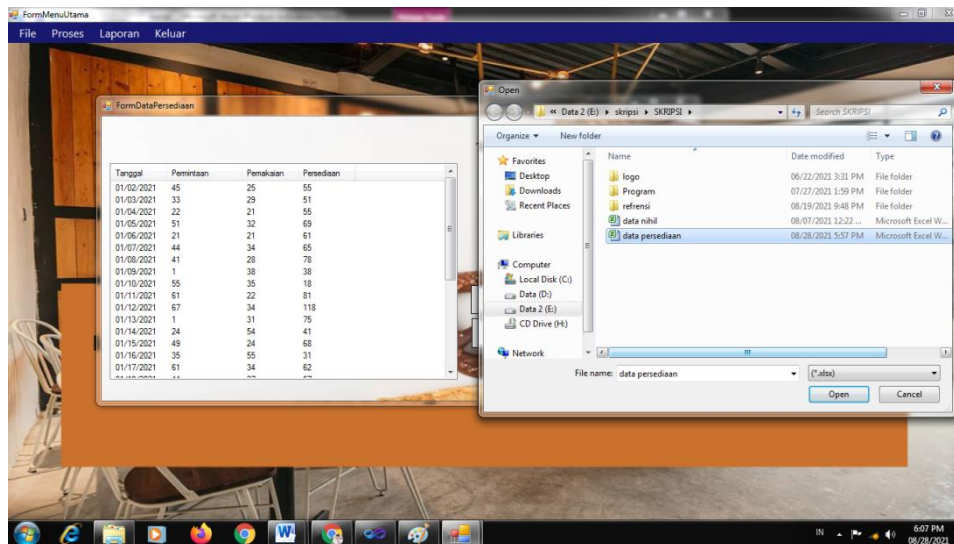 FormMenuUtama
File Proses Laporan Keluar
FormDataPersediaan
Tanggal Pemintaan Pemakaian Persediaan
01/02/2021 45 25 55
01/03/2021 33 29 51
01/04/2021 22 21 55
01/05/2021 51 32 69
01/06/2021 21 21 61
01/07/2021 44 34 65
01/08/2021 41 28 78
01/09/2021 1 38 38
01/10/2021 55 35 18
01/11/2021 61 22 81
01/12/2021 67 34 118
01/13/2021 1 31 75
01/14/2021 24 54 41
01/15/2021 49 24 68
01/16/2021 35 55 31
01/17/2021 61 34 62
Open
« Data 2 (E:) ▸ skripsi ▸ SKRIPSI ▸
Search SKRIPSI
Organize ▾ New folder
Favorites
Desktop
Downloads
Recent Places
Libraries
Computer
Local Disk (C:)
Data (D:)
Data 2 (E:)
CD Drive (H:)
Network
Name Date modified Type
logo 06/22/2021 3:31 PM File folder
Program 07/27/2021 1:59 PM File folder
refrensi 08/19/2021 9:48 PM File folder
data nihil 08/07/2021 12:22 ... Microsoft Excel W...
data persediaan 08/28/2021 5:57 PM Microsoft Excel W...
File name: data persediaan (*.xlsx)
Open Cancel
IN 6:07 PM
08/28/2021